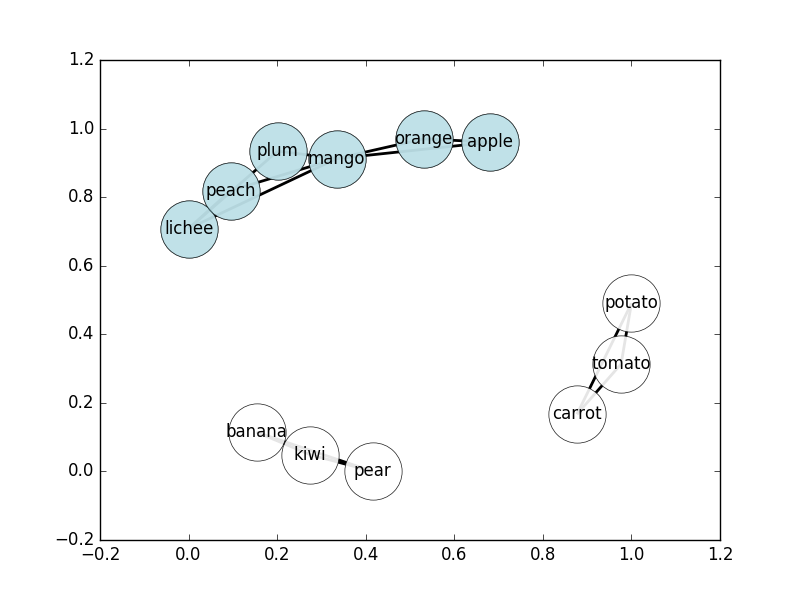 1.2
1.0
0.8
0.6
0.4
0.2
0.0
−0.2
plum
mango
orange
apple
peach
lichee
potato
tomato
carrot
banana
kiwi
pear
−0.2 0.0 0.2 0.4 0.6 0.8 1.0 1.2